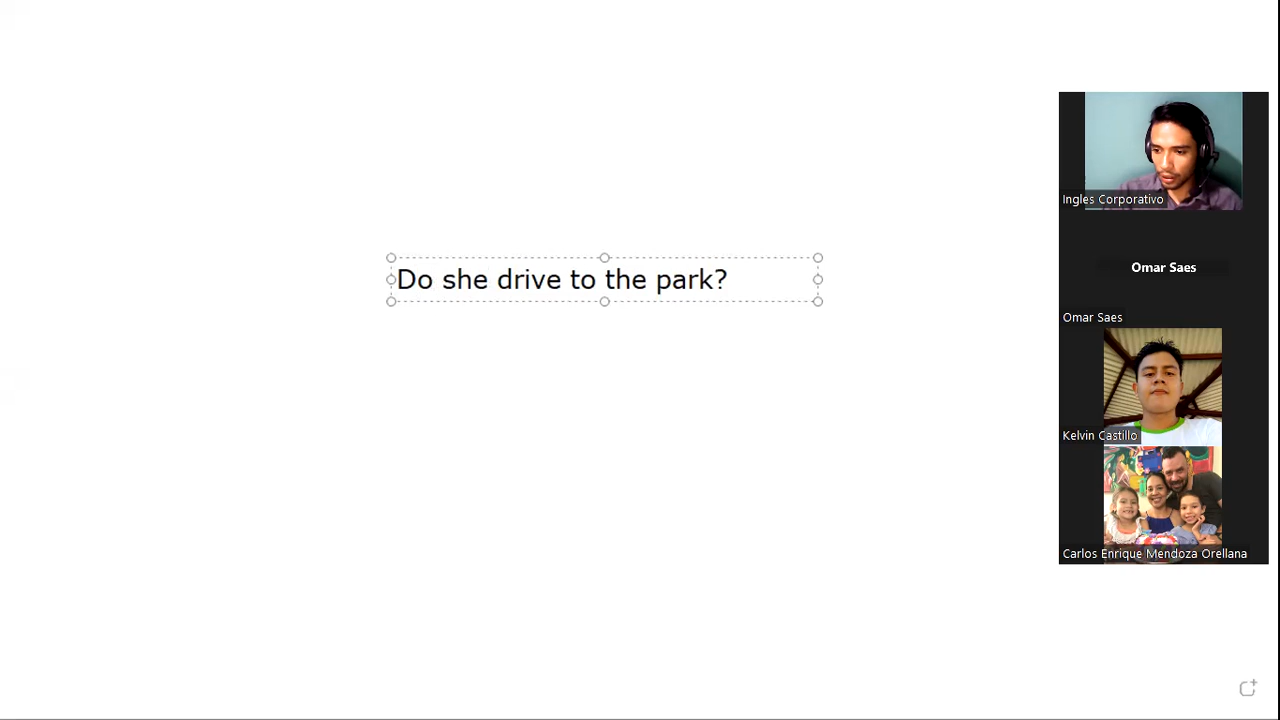 Do she drive to the park?
Ingles Corporativo
Omar Saes
Omar Saes
Kelvin Castillo
Carlos Enrique Mendoza Orellana